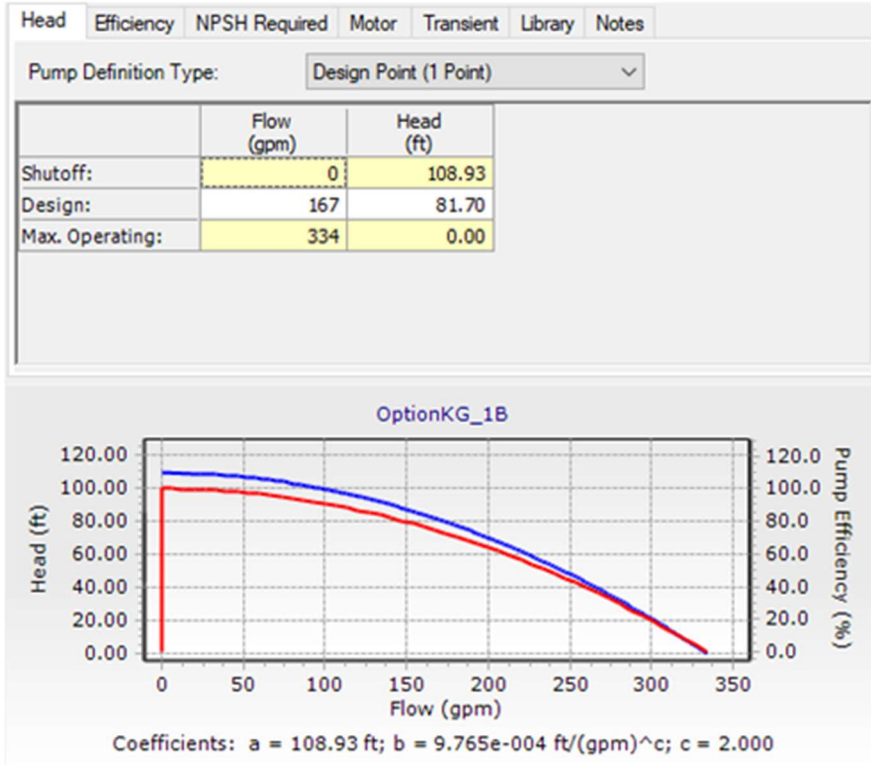 Head Efficiency NPSH Required Motor Transient Library Notes
Pump Definition Type: Design Point (1 Point)
Flow (gpm) Head (ft)
Shutoff: 0 108.93
Design: 167 81.70
Max. Operating: 334 0.00
OptionKG_1B
120.00 120.0
100.00 100.0
80.00 80.0
60.00 60.0
40.00 40.0
20.00 20.0
0.00 0.0
Head (ft)
Pump Efficiency (%)
0 50 100 150 200 250 300 350
Flow (gpm)
Coefficients: a = 108.93 ft; b = 9.765e-004 ft/(gpm)^c; c = 2.000